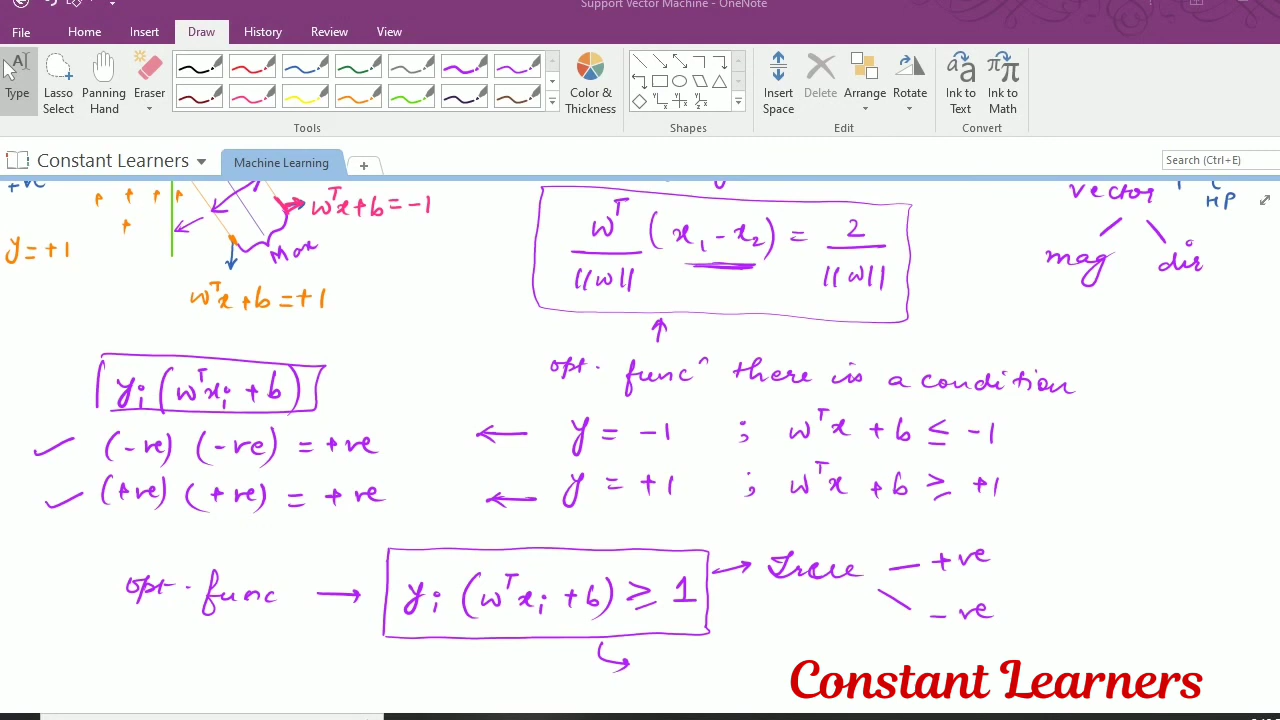 Support Vector Machine - OneNote
File Home Insert Draw History Review View
Type Lasso Select Panning Hand Eraser Color & Thickness Insert Space Delete Arrange Rotate Ink to Text Ink to Math
Tools Shapes Edit Convert
Constant Learners Machine Learning + Search (Ctrl+E)
+ve
y = +1
wᵀx + b = -1
Max
wᵀx + b = +1
wᵀ/||w|| (x₁ - x₂) = 2/||w||
vector
HP
mag dir
opt. funcⁿ there is a condition
yᵢ (wᵀxᵢ + b)
(-ve) (-ve) = +ve ← y = -1 ; wᵀx + b ≤ -1
(+ve) (+ve) = +ve ← y = +1 ; wᵀx + b ≥ +1
opt. func → yᵢ (wᵀxᵢ + b) ≥ 1 → True — +ve
- ve
Constant Learners